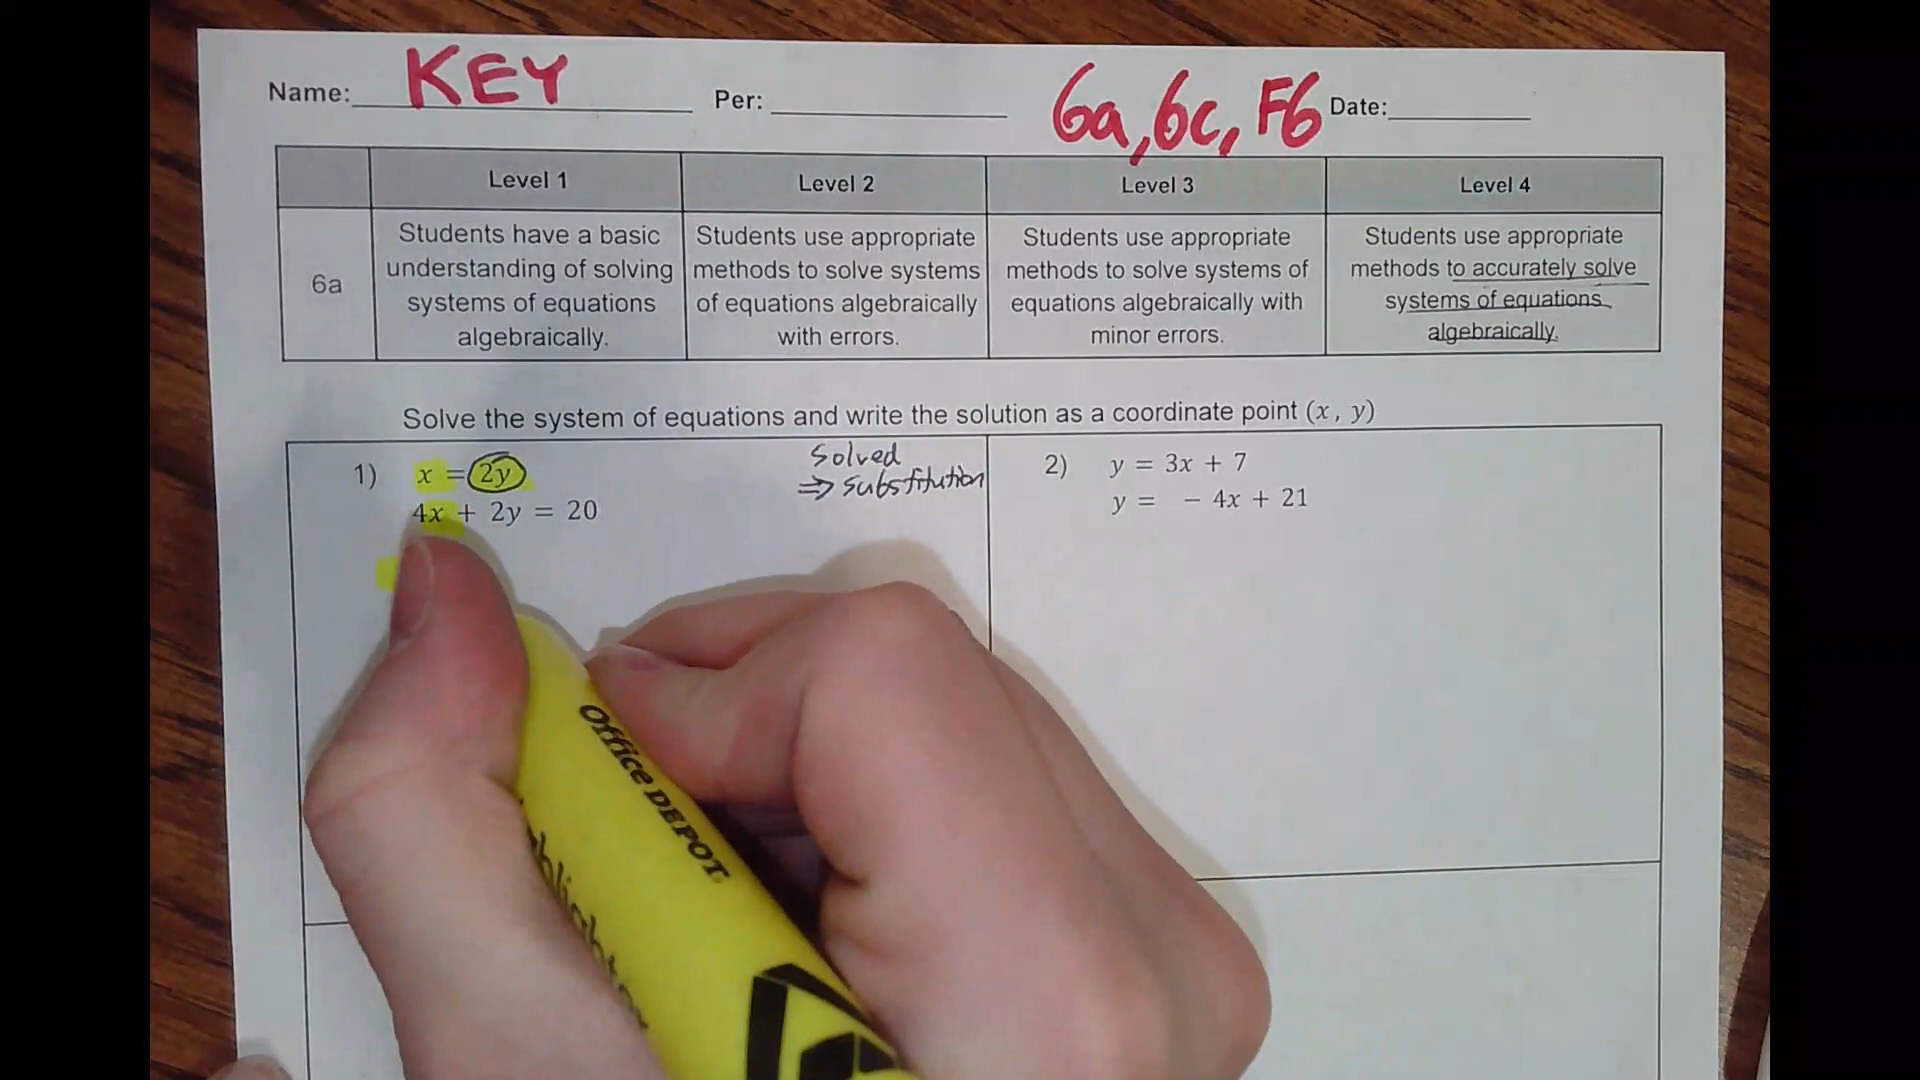 Name: KEY Per: 6a, 6c, F6 Date:
Level 1 Level 2 Level 3 Level 4
6a
Students have a basic
understanding of solving
systems of equations
algebraically.
Students use appropriate
methods to solve systems
of equations algebraically
with errors.
Students use appropriate
methods to solve systems of
equations algebraically with
minor errors.
Students use appropriate
methods to accurately solve
systems of equations
algebraically.
Solve the system of equations and write the solution as a coordinate point (x, y)
1) x = 2y
4x + 2y = 20
Solved
⇒ substitution
2) y = 3x + 7
y = - 4x + 21
Office DEPOT